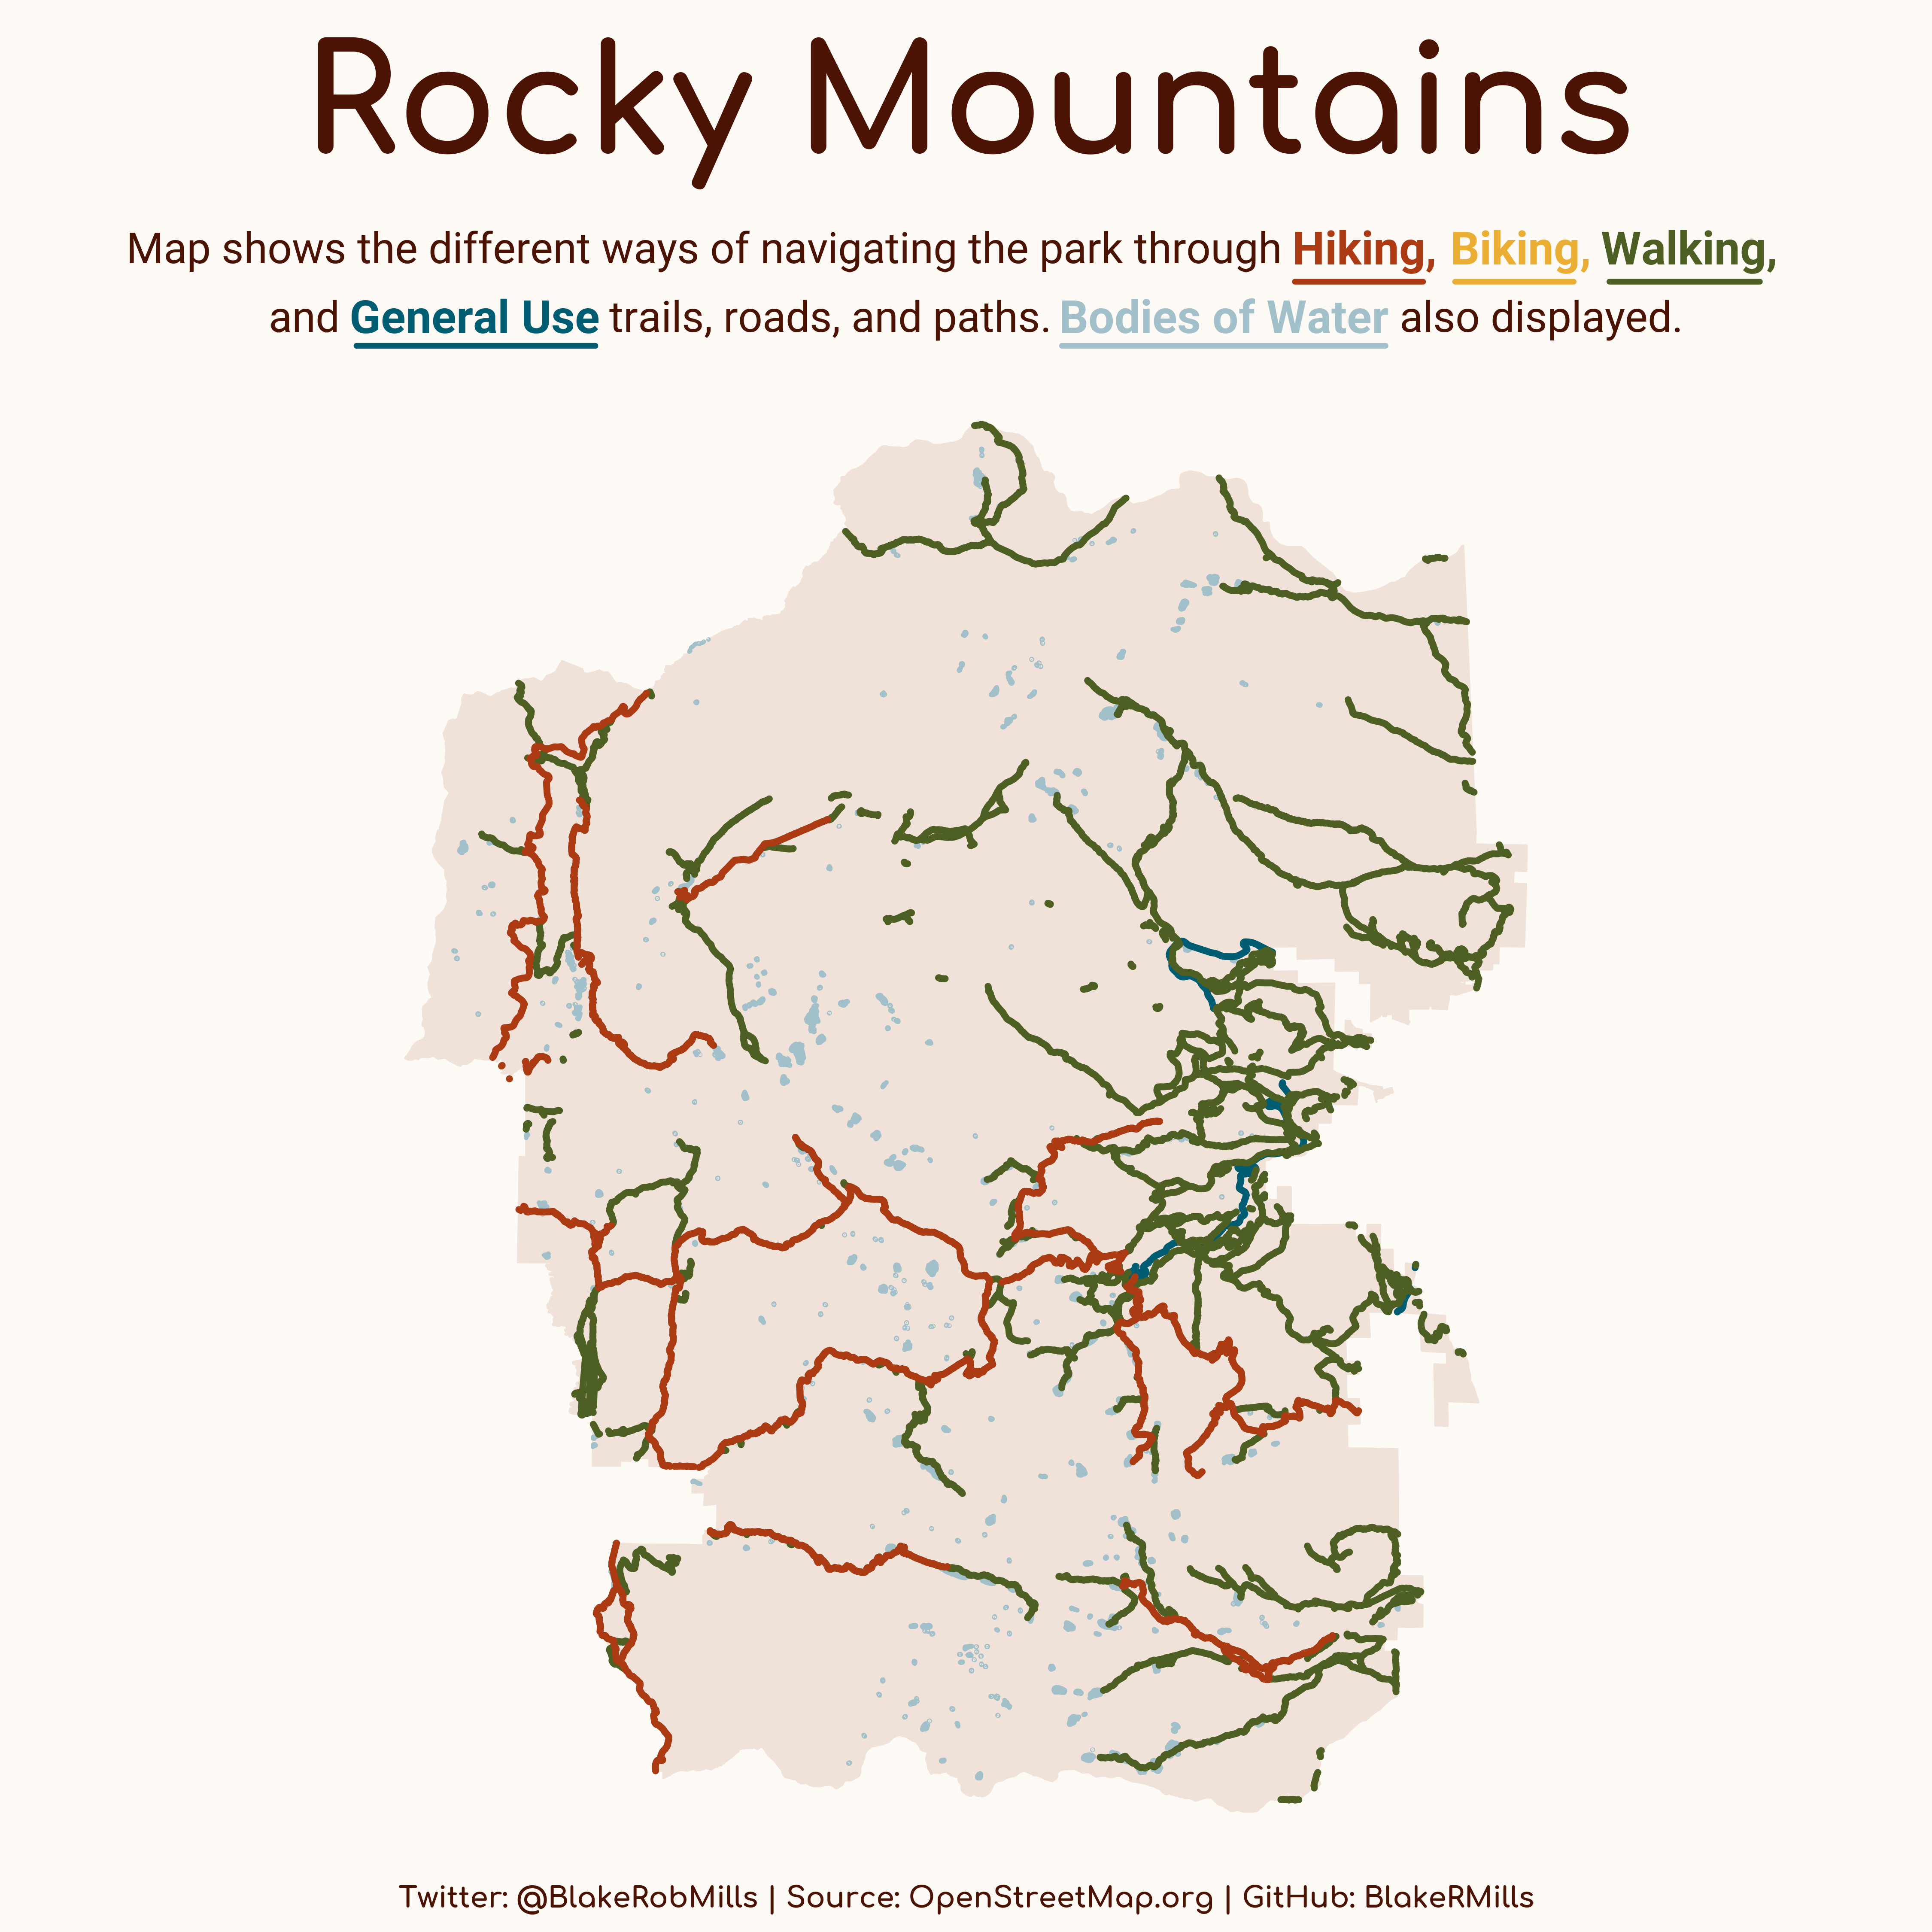 Rocky Mountains
Map shows the different ways of navigating the park through Hiking, Biking, Walking,
and General Use trails, roads, and paths. Bodies of Water also displayed.
Twitter: @BlakeRobMills | Source: OpenStreetMap.org | GitHub: BlakeRMills